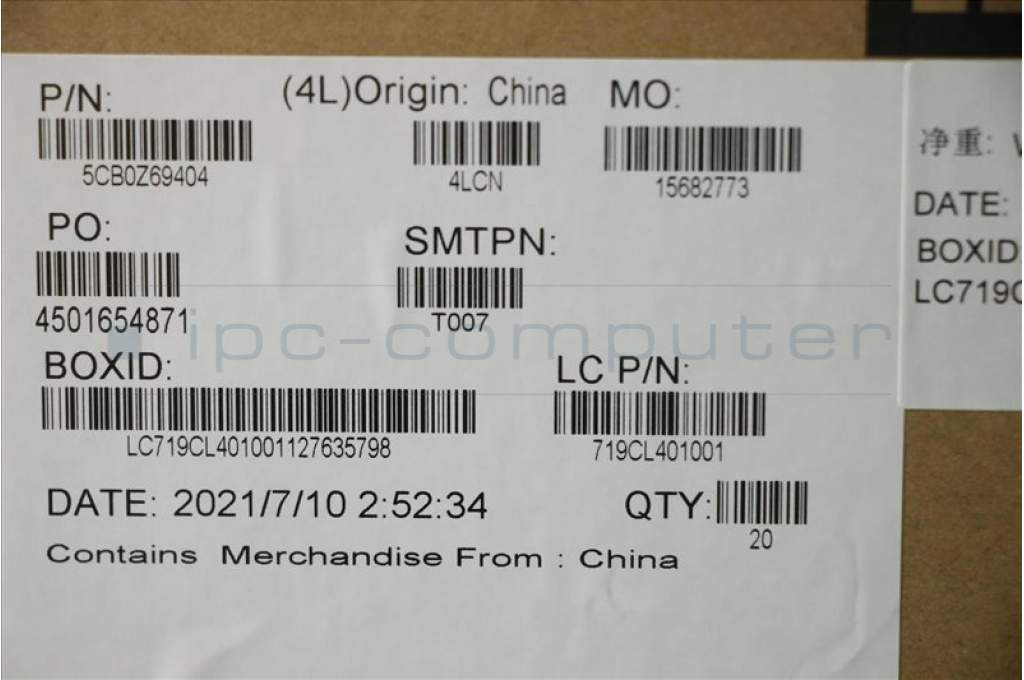 P/N: (4L)Origin: China MO:
5CB0Z69404 4LCN 15682773
PO: SMTPN:
4501654871 T007
BOXID: LC P/N:
LC719CL401001127635798 719CL401001
DATE: 2021/7/10 2:52:34 QTY:
20
Contains Merchandise From : China
净重:
DATE:
BOXID
LC719C
ipc-computer